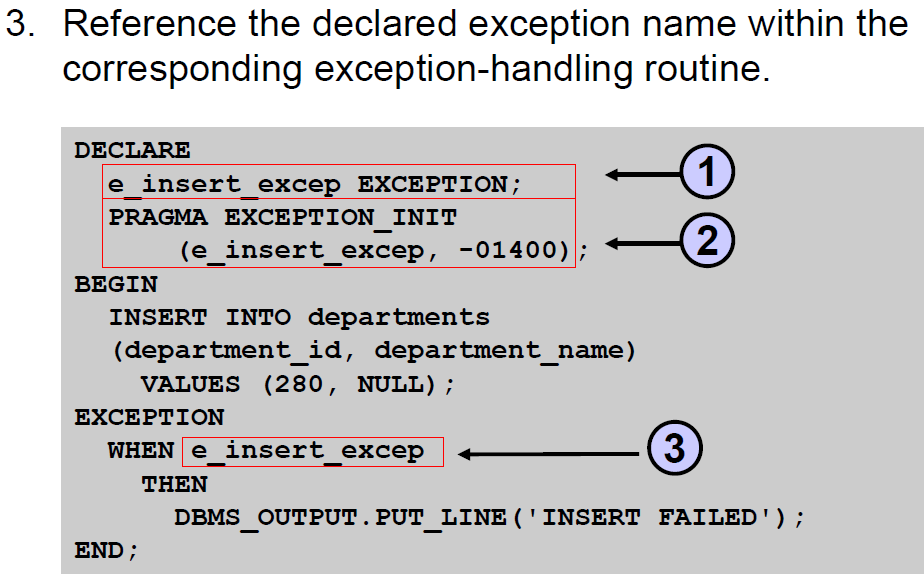 3. Reference the declared exception name within the
corresponding exception-handling routine.
DECLARE
e_insert_excep EXCEPTION;
1
PRAGMA EXCEPTION_INIT
(e_insert_excep, -01400);
2
BEGIN
INSERT INTO departments
(department_id, department_name)
VALUES (280, NULL);
EXCEPTION
WHEN e_insert_excep
3
THEN
DBMS_OUTPUT.PUT_LINE('INSERT FAILED');
END;